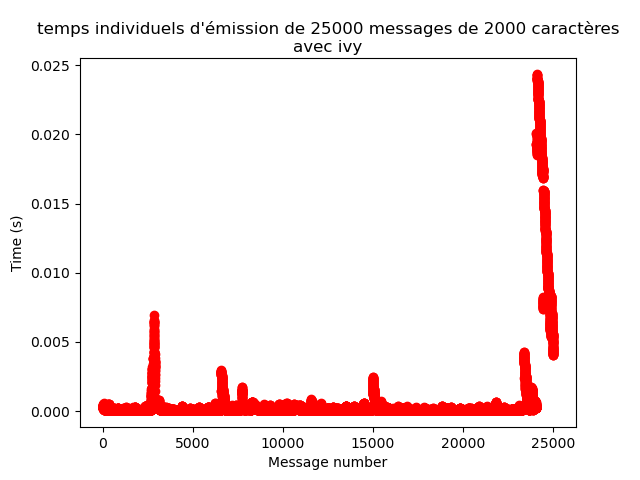 temps individuels d'émission de 25000 messages de 2000 caractères
avec ivy
0.025
0.020
0.015
0.010
0.005
0.000
Time (s)
0 5000 10000 15000 20000 25000
Message number